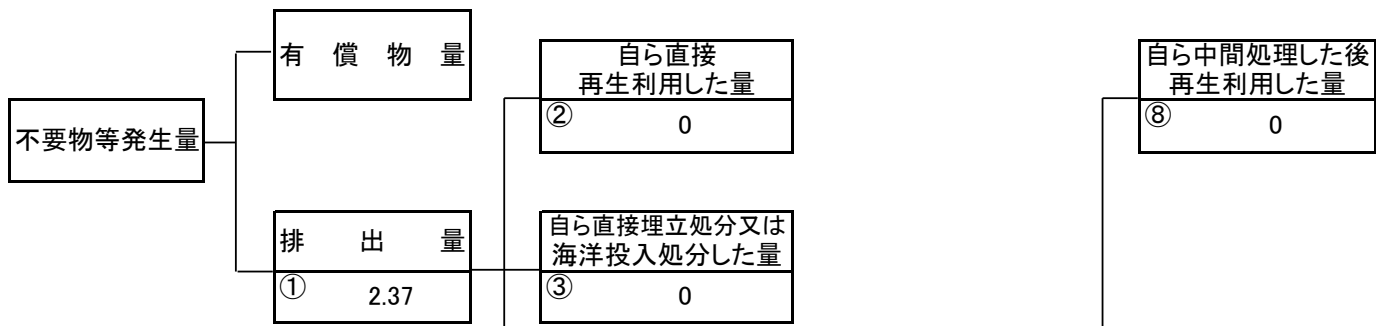 有償物量
自ら直接
再生利用した量
② 0
自ら中間処理した後
再生利用した量
⑧ 0
不要物等発生量
排出量
① 2.37
自ら直接埋立処分又は
海洋投入処分した量
③ 0